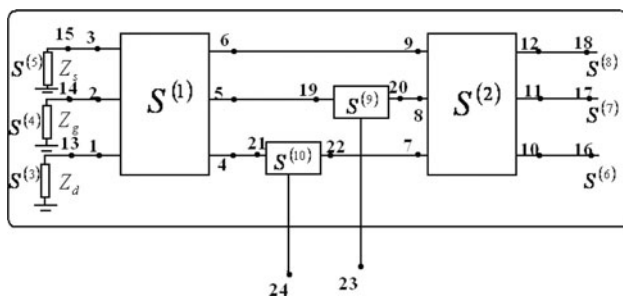 15 3 6 9 12 18
S(5) Zs S(8)
14 2 S(1) 5 19 S(9) 20 8 S(2) 11 17
S(4) Zg S(7)
13 1 4 21 S(10) 22 7 10 16
S(3) Zd S(6)
24 23